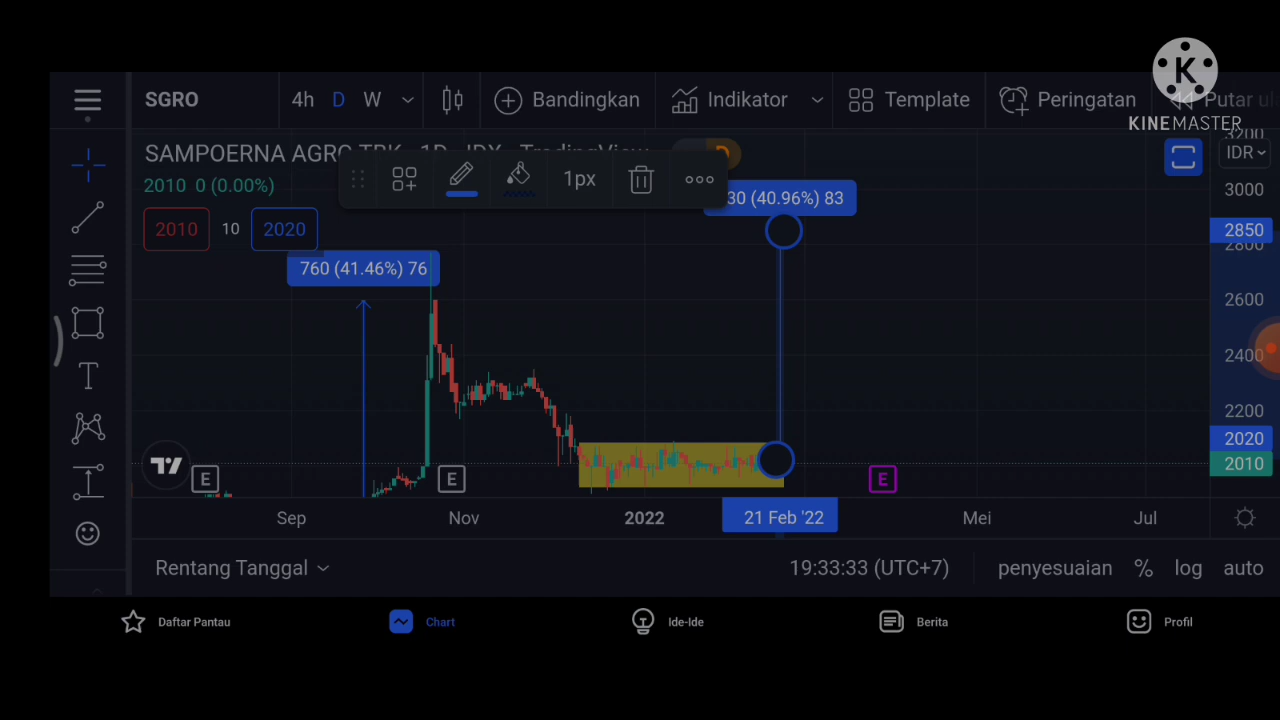 SGRO 4h D W Bandingkan Indikator Template Peringatan Putar
KINEMASTER
SAMPOERNA AGRO TBK · 1D · IDX · TradingView D
IDR
2010 0 (0.00%)
30 (40.96%) 83
2010 10 2020
760 (41.46%) 76
3200
3000
2850
2800
2600
2400
2200
2020
2010
T
E E E
Sep Nov 2022 21 Feb '22 Mei Jul
Rentang Tanggal 19:33:33 (UTC+7) penyesuaian % log auto
1px
Daftar Pantau Chart Ide-Ide Berita Profil